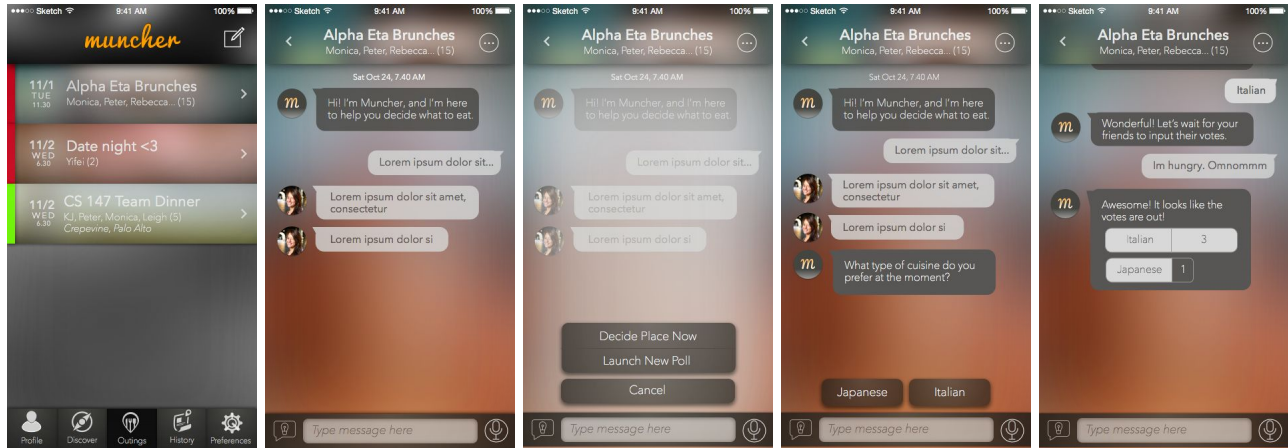 ●●●○○ Sketch 9:41 AM 100%
muncher
11/1 TUE 11.30
Alpha Eta Brunches
Monica, Peter, Rebecca... (15)
11/2 WED 6.30
Date night <3
Yifei (2)
11/2 WED 6.30
CS 147 Team Dinner
KJ, Peter, Monica, Leigh (5)
Crepevine, Palo Alto
Profile Discover Outings History Preferences
●●●○○ Sketch 9:41 AM 100%
Alpha Eta Brunches
Monica, Peter, Rebecca... (15)
Sat Oct 24, 7.40 AM
m
Hi! I'm Muncher, and I'm here
to help you decide what to eat.
Lorem ipsum dolor sit...
Lorem ipsum dolor sit amet,
consectetur
Lorem ipsum dolor si
Type message here
●●●○○ Sketch 9:41 AM 100%
Alpha Eta Brunches
Monica, Peter, Rebecca... (15)
Sat Oct 24, 7.40 AM
m
Hi! I'm Muncher, and I'm here
to help you decide what to eat.
Lorem ipsum dolor sit...
Lorem ipsum dolor sit amet,
consectetur
Lorem ipsum dolor si
Decide Place Now
Launch New Poll
Cancel
Type message here
●●●○○ Sketch 9:41 AM 100%
Alpha Eta Brunches
Monica, Peter, Rebecca... (15)
Sat Oct 24, 7.40 AM
m
Hi! I'm Muncher, and I'm here
to help you decide what to eat.
Lorem ipsum dolor sit...
Lorem ipsum dolor sit amet,
consectetur
Lorem ipsum dolor si
m
What type of cuisine do you
prefer at the moment?
Japanese Italian
Type message here
●●●○○ Sketch 9:41 AM 100%
Alpha Eta Brunches
Monica, Peter, Rebecca... (15)
Italian
m
Wonderful! Let's wait for your
friends to input their votes.
Im hungry. Omnommm
m
Awesome! It looks like the
votes are out!
Italian 3
Japanese 1
Type message here